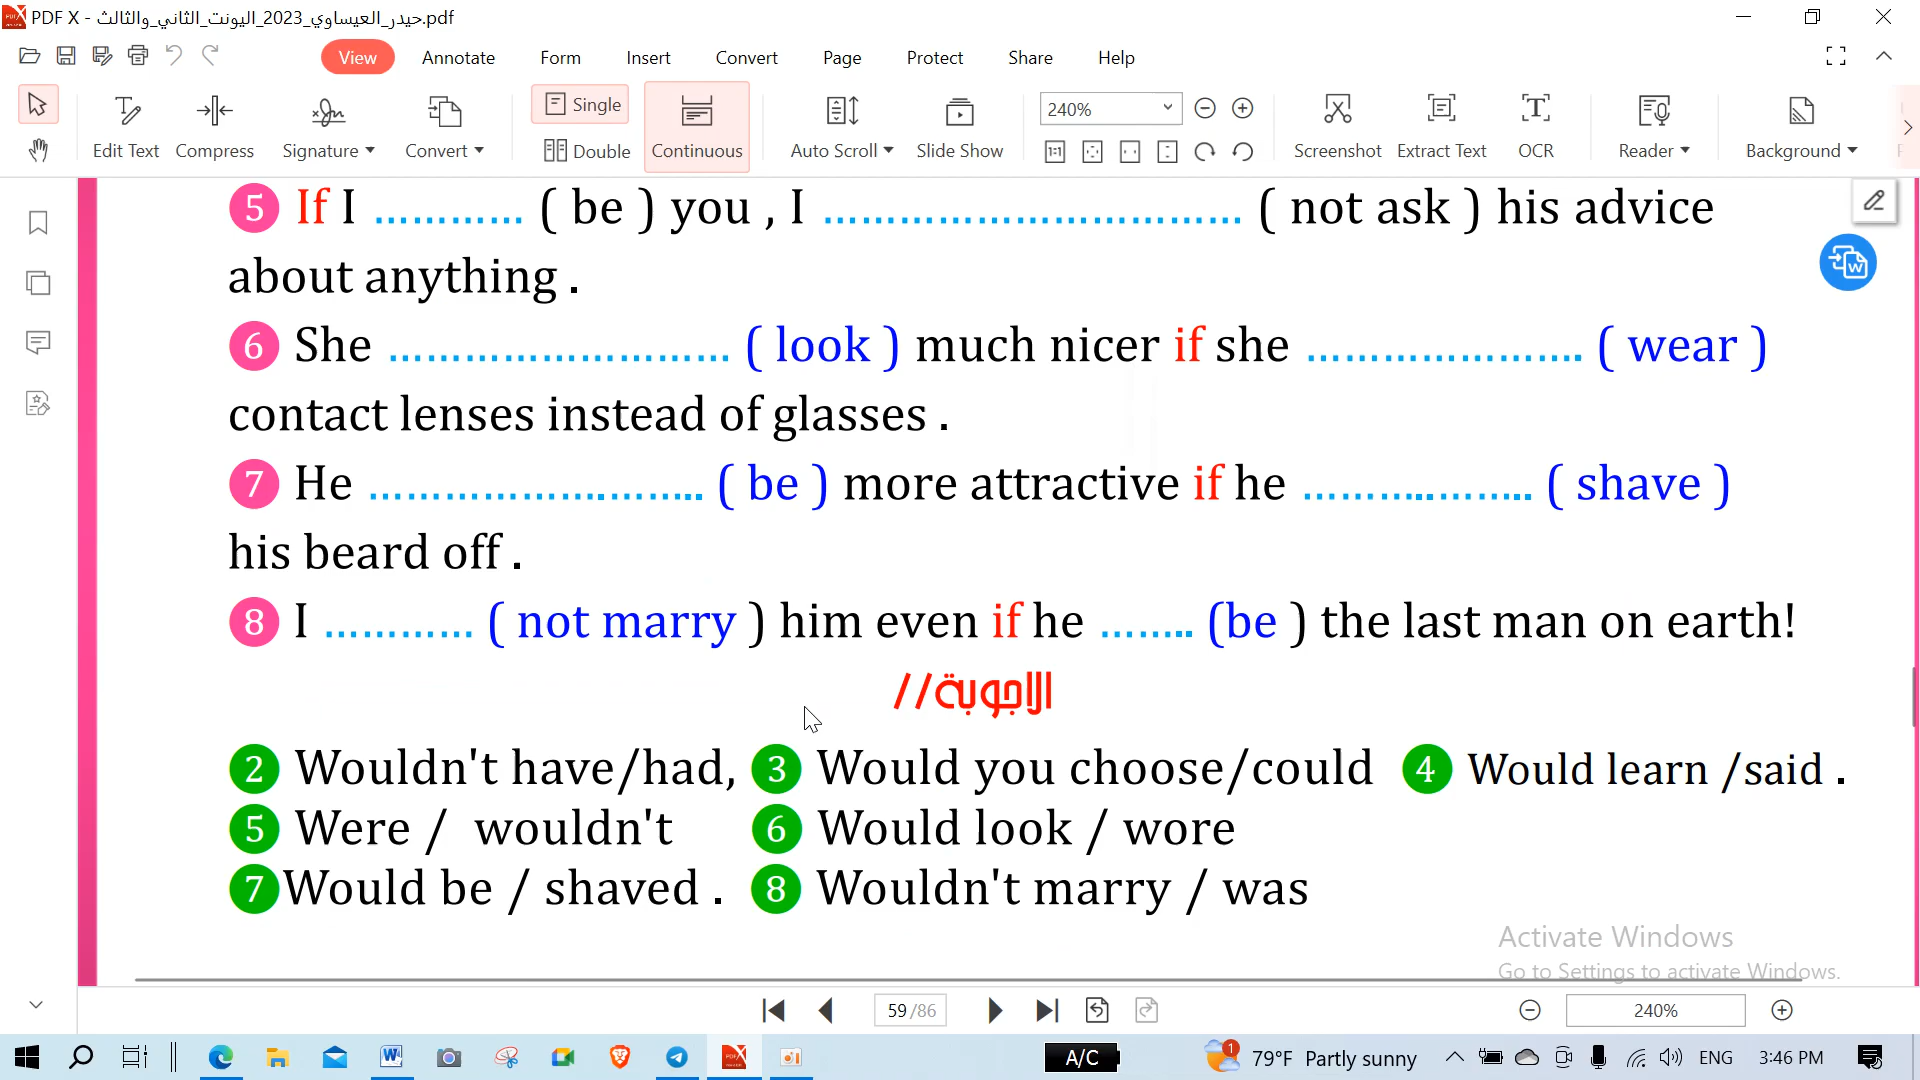 PDF X - حيدر_العيساوي_2023_اليونت_الثاني_والثالث.pdf
View Annotate Form Insert Convert Page Protect Share Help
Edit Text Compress Signature Convert Single Double Continuous Auto Scroll Slide Show 240% 1:1 Screenshot Extract Text OCR Reader Background
5 If I ………… ( be ) you , I …………………………… ( not ask ) his advice
about anything .
6 She ……………………… ( look ) much nicer if she …………………. ( wear )
contact lenses instead of glasses .
7 He ……………….…….. ( be ) more attractive if he ………..…….. ( shave )
his beard off .
8 I ………… ( not marry ) him even if he …….. (be ) the last man on earth!
الاجوبة//
2 Wouldn't have/had, 3 Would you choose/could 4 Would learn /said .
5 Were / wouldn't 6 Would look / wore
7 Would be / shaved . 8 Wouldn't marry / was
Activate Windows
Go to Settings to activate Windows.
59 /86 240%
A/C 1 79°F Partly sunny ENG 3:46 PM